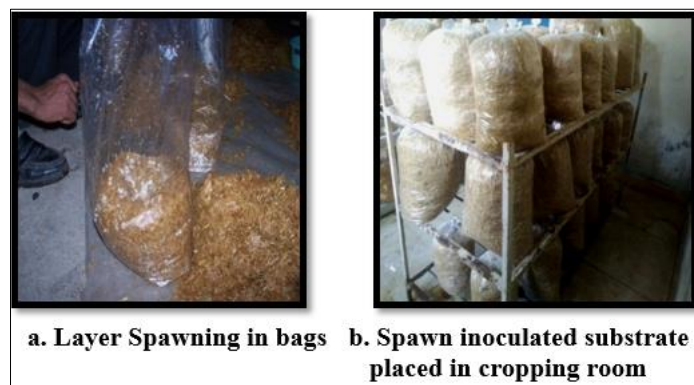 a. Layer Spawning in bags
b. Spawn inoculated substrate
placed in cropping room